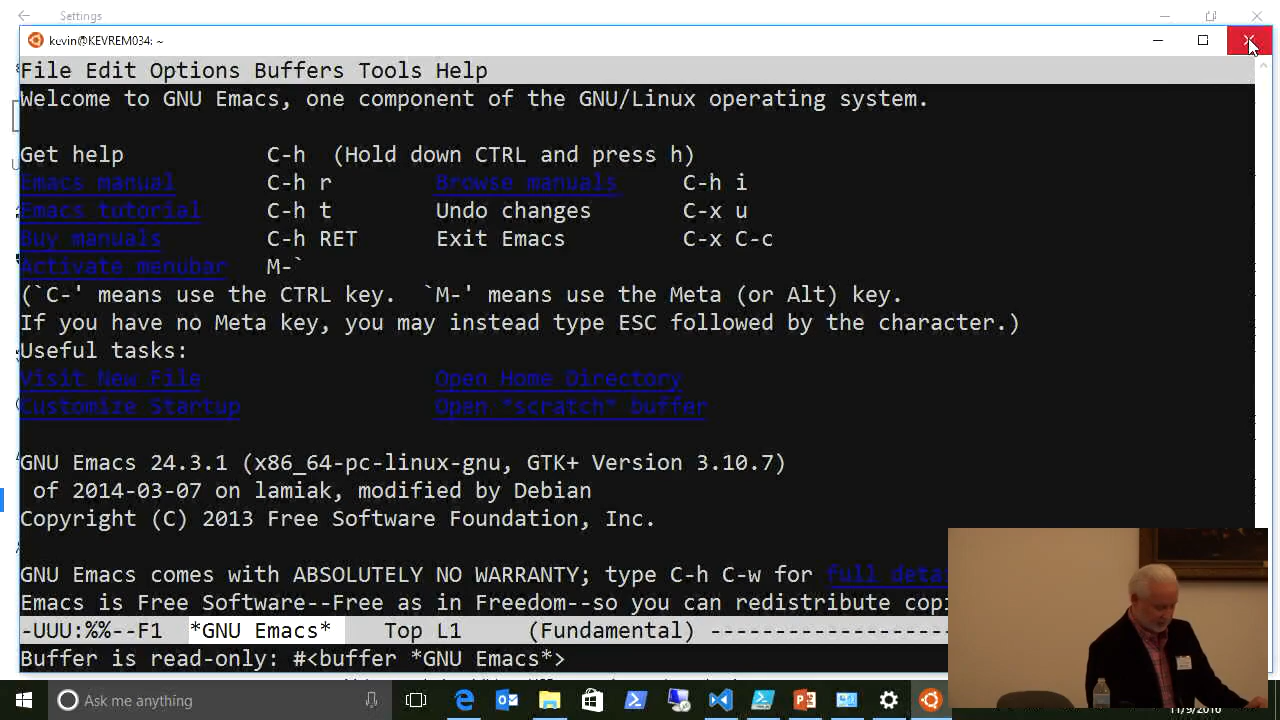 Settings
kevin@KEVREM034: ~
File Edit Options Buffers Tools Help
Welcome to GNU Emacs, one component of the GNU/Linux operating system.
Get help C-h (Hold down CTRL and press h)
Emacs manual C-h r Browse manuals C-h i
Emacs tutorial C-h t Undo changes C-x u
Buy manuals C-h RET Exit Emacs C-x C-c
Activate menubar M-`
(`C-' means use the CTRL key. `M-' means use the Meta (or Alt) key.
If you have no Meta key, you may instead type ESC followed by the character.)
Useful tasks:
Visit New File Open Home Directory
Customize Startup Open *scratch* buffer
GNU Emacs 24.3.1 (x86_64-pc-linux-gnu, GTK+ Version 3.10.7)
of 2014-03-07 on lamiak, modified by Debian
Copyright (C) 2013 Free Software Foundation, Inc.
GNU Emacs comes with ABSOLUTELY NO WARRANTY; type C-h C-w for full
Emacs is Free Software--Free as in Freedom--so you can redistribute
-UUU:%%--F1 *GNU Emacs* Top L1 (Fundamental) ---------------------
Buffer is read-only: #<buffer *GNU Emacs*>
Ask me anything
11/9/2016